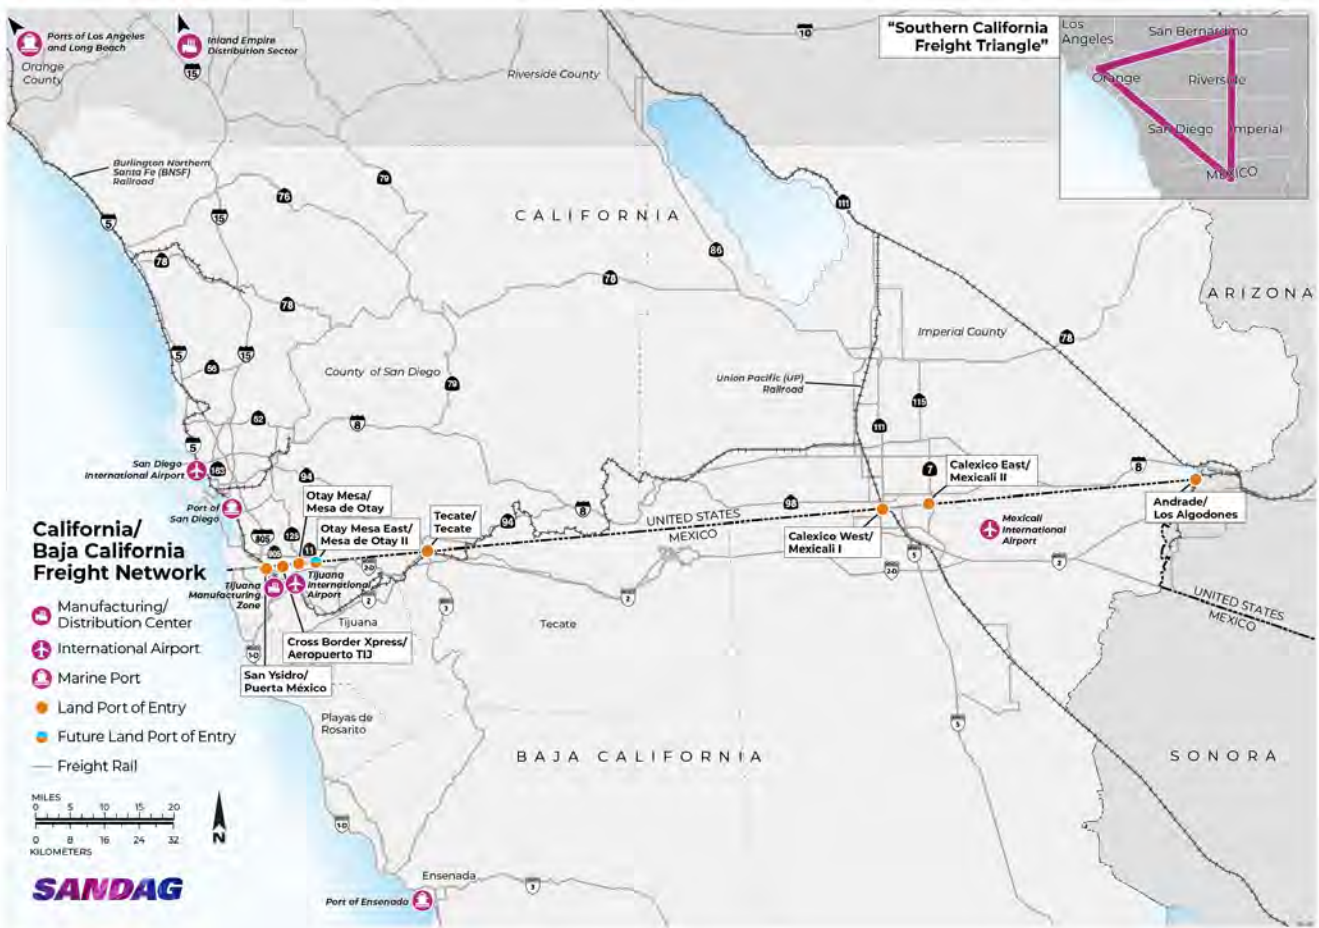 Ports of Los Angeles
and Long Beach
Orange
County
Inland Empire
Distribution Sector
15
10
Riverside County
"Southern California
Freight Triangle"
Los
Angeles
San Bernardino
Orange
Riverside
San Diego
Imperial
MEXICO
Burlington Northern
Santa Fe (BNSF)
Railroad
79
76
15
5
111
CALIFORNIA
86
78
78
78
ARIZONA
Imperial County
78
5
15
56
County of San Diego
79
Union Pacific (UP)
Railroad
115
111
52
8
5
San Diego
International Airport
163
94
7
8
Calexico East/
Mexicali II
Port of
San Diego
Otay Mesa/
Mesa de Otay
Otay Mesa East/
Mesa de Otay II
Tecate/
Tecate
94
8
98
UNITED STATES
MEXICO
Calexico West/
Mexicali I
Mexicali
International
Airport
Andrade/
Los Algodones
805
125
905
11
California/
Baja California
Freight Network
Tijuana
Manufacturing
Zone
Tijuana
International
Airport
2-D
2
3
2
5
2-D
2
UNITED STATES
MEXICO
Tijuana
Tecate
Cross Border Xpress/
Aeropuerto TIJ
1-D
San Ysidro/
Puerta México
Manufacturing/
Distribution Center
International Airport
Marine Port
Land Port of Entry
Future Land Port of Entry
Freight Rail
Playas de
Rosarito
5
BAJA CALIFORNIA
SONORA
MILES
0 5 10 15 20
0 8 16 24 32
KILOMETERS
N
1-D
SANDAG
Ensenada
3
Port of Ensenada